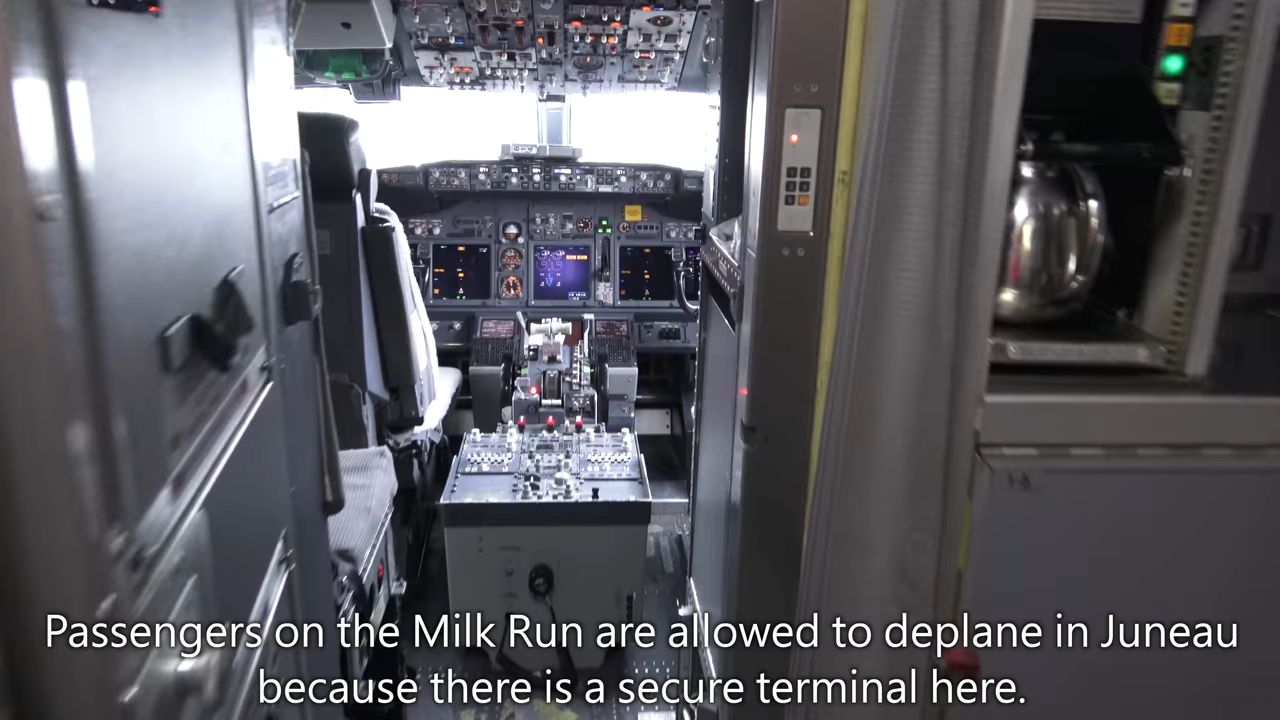 Passengers on the Milk Run are allowed to deplane in Juneau
because there is a secure terminal here.